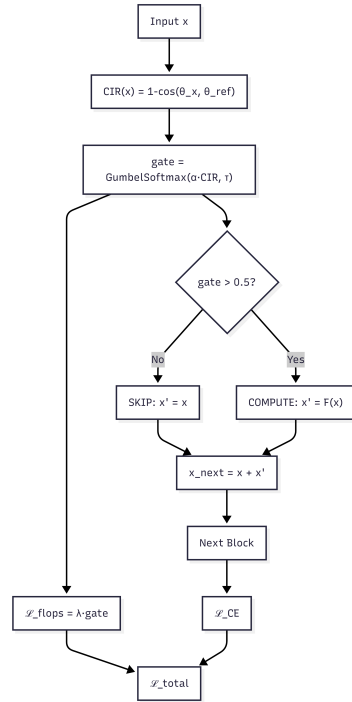 Input x
CIR(x) = 1-cos(θ_x, θ_ref)
gate =
GumbelSoftmax(α·CIR, τ)
gate > 0.5?
No
Yes
SKIP: x' = x
COMPUTE: x' = F(x)
x_next = x + x'
Next Block
ℒ_flops = λ·gate
ℒ_CE
ℒ_total